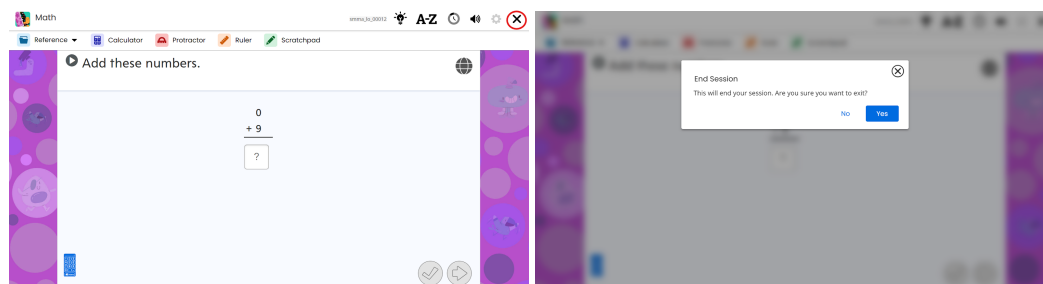 Math
emma_ixl_00012 A-Z
Reference Calculator Protractor Ruler Scratchpad
Add these numbers.
0
+ 9
?
End Session
This will end your session. Are you sure you want to exit?
No Yes